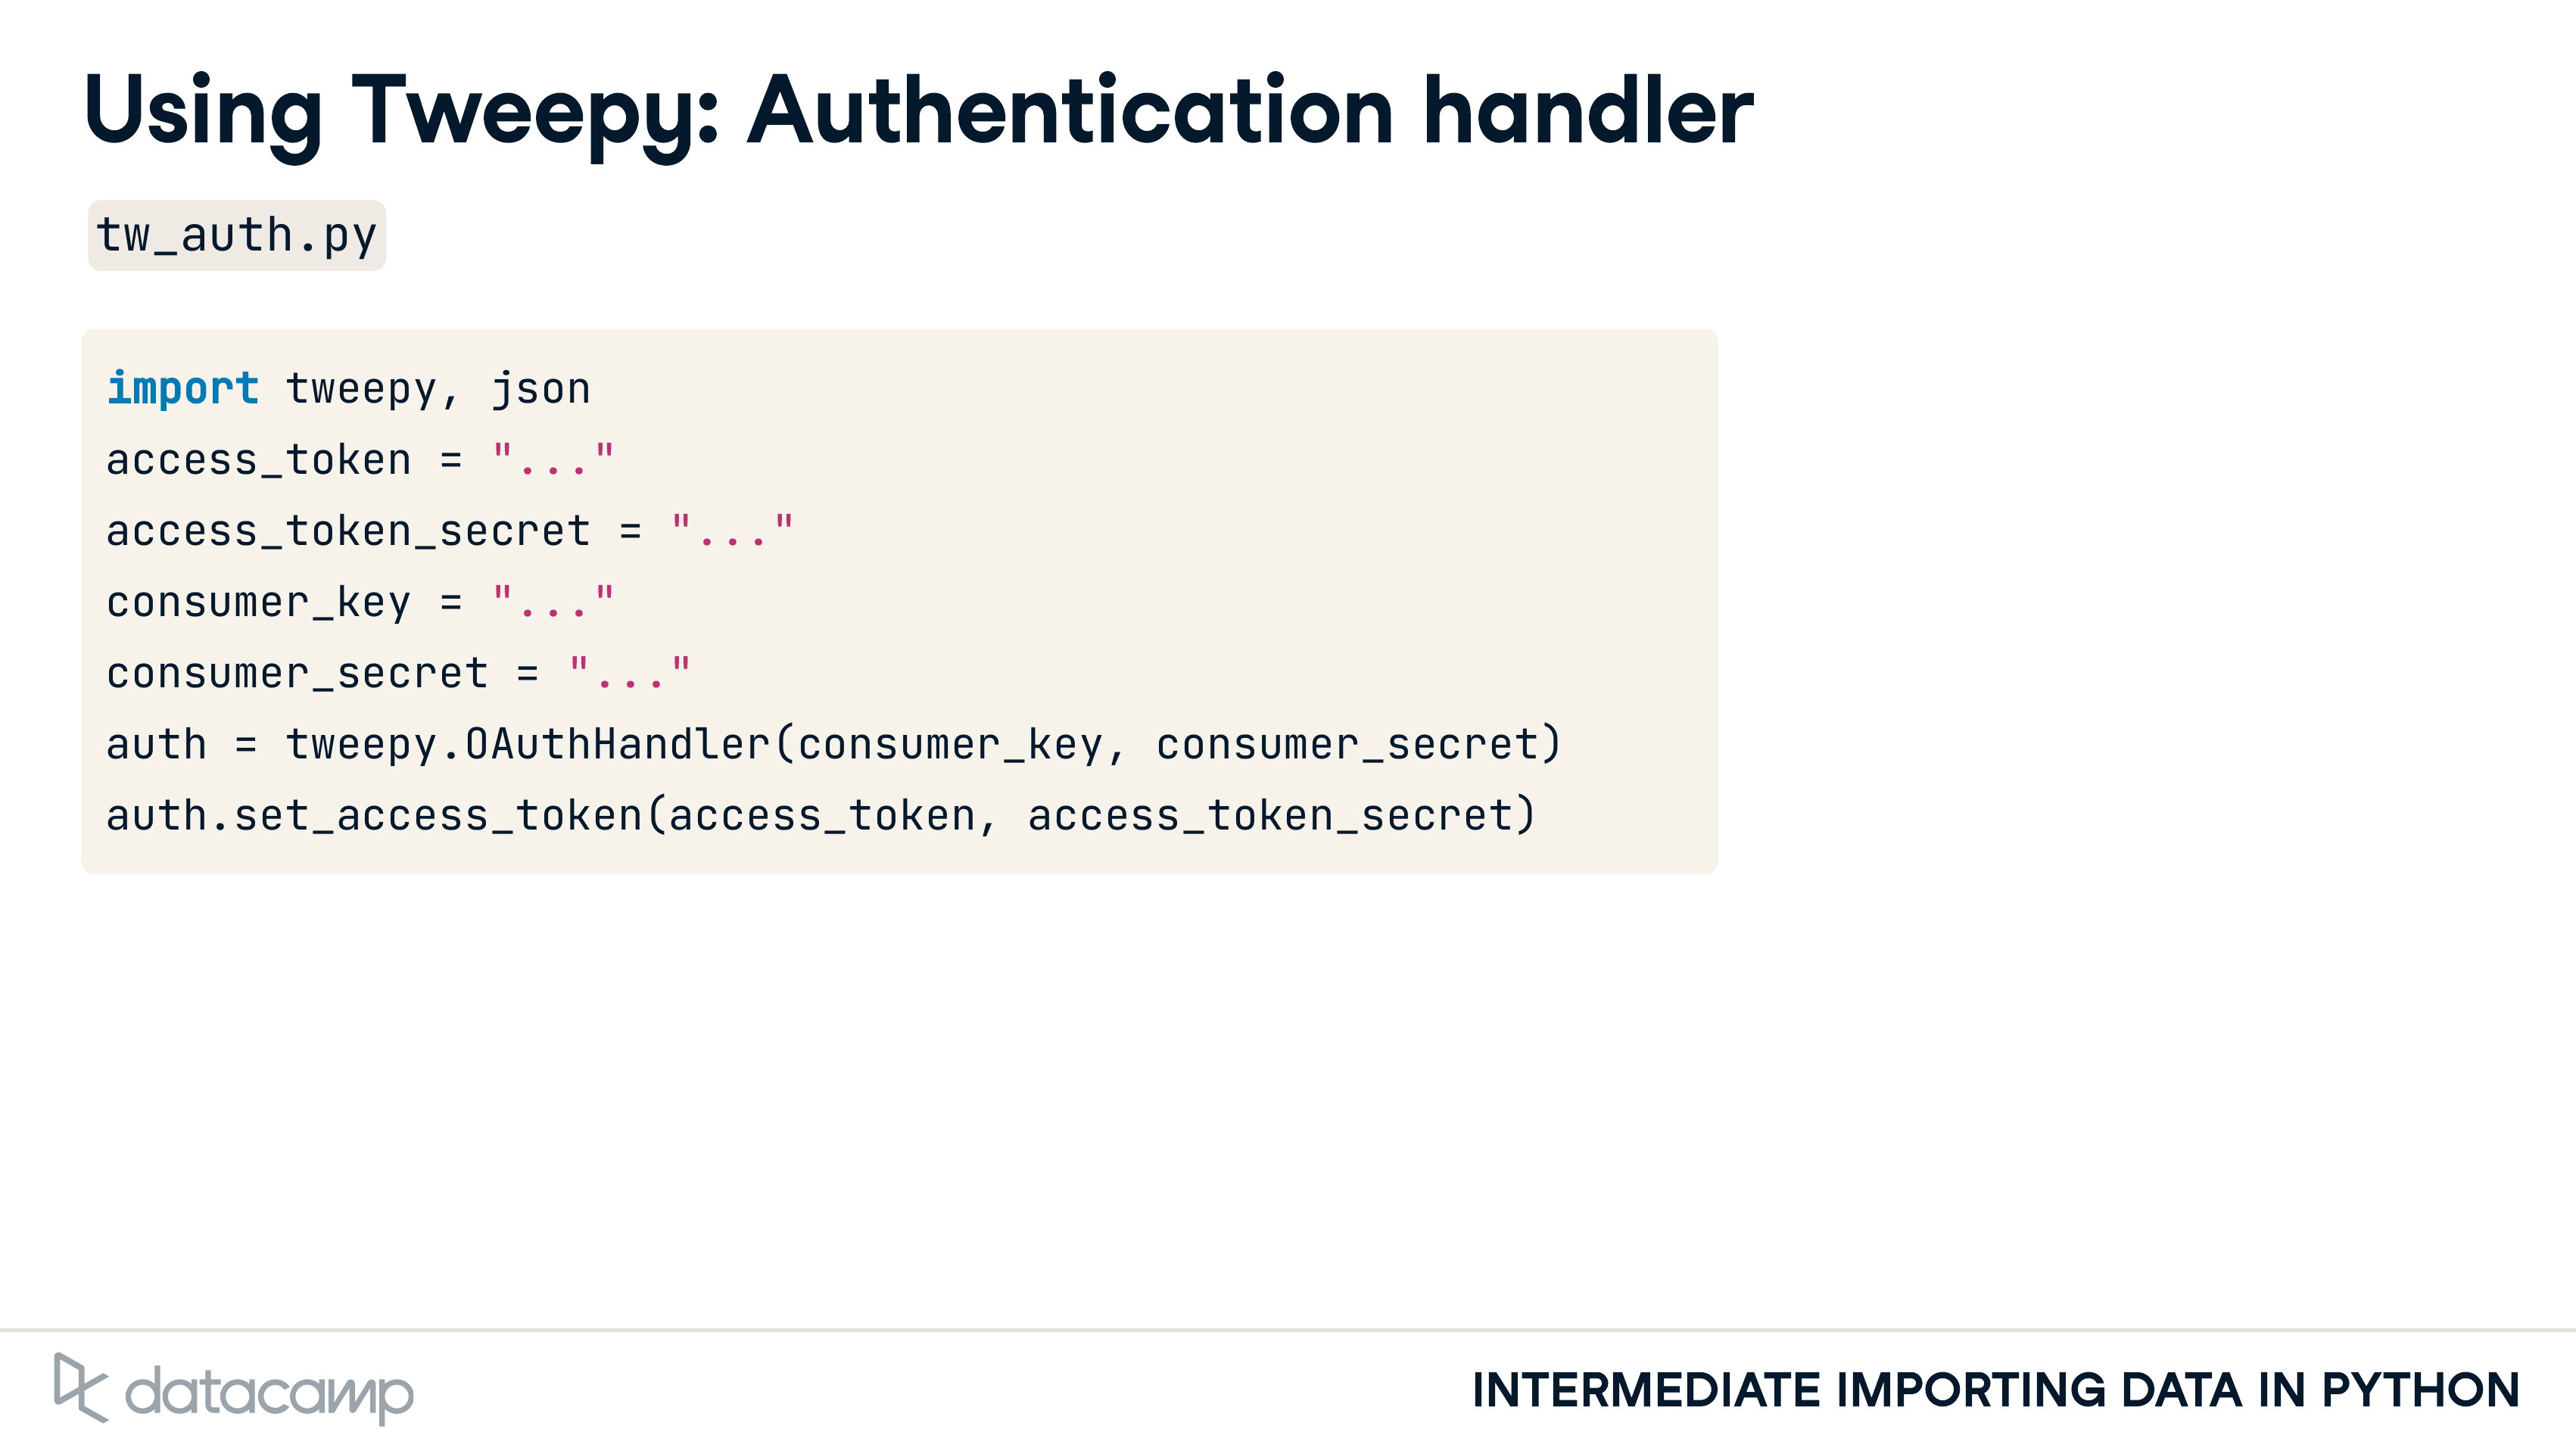 Using Tweepy: Authentication handler
tw_auth.py
import tweepy, json
access_token = "..."
access_token_secret = "..."
consumer_key = "..."
consumer_secret = "..."
auth = tweepy.OAuthHandler(consumer_key, consumer_secret)
auth.set_access_token(access_token, access_token_secret)
datacamp
INTERMEDIATE IMPORTING DATA IN PYTHON